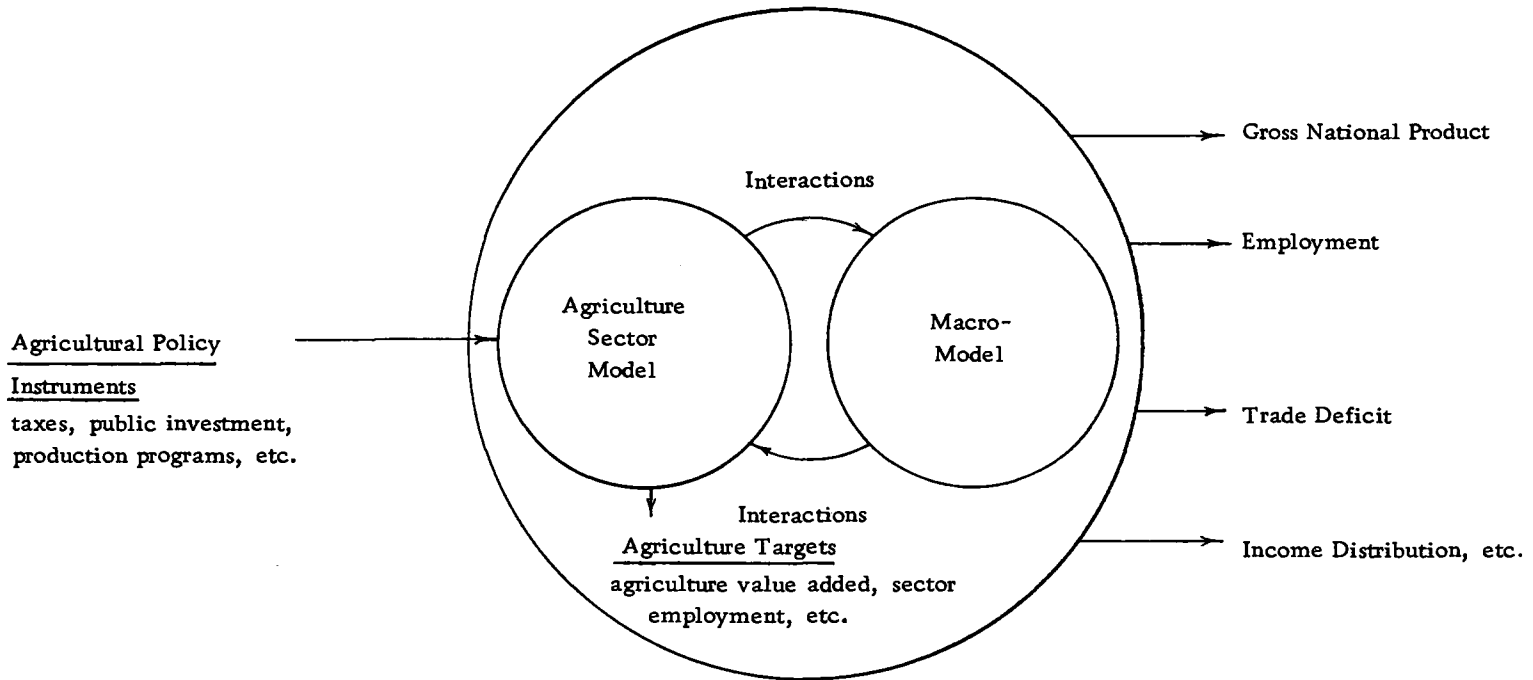 Agricultural Policy
Instruments
taxes, public investment,
production programs, etc.
Interactions
Agriculture
Sector
Model
Macro-
Model
Interactions
Agriculture Targets
agriculture value added, sector
employment, etc.
Gross National Product
Employment
Trade Deficit
Income Distribution, etc.